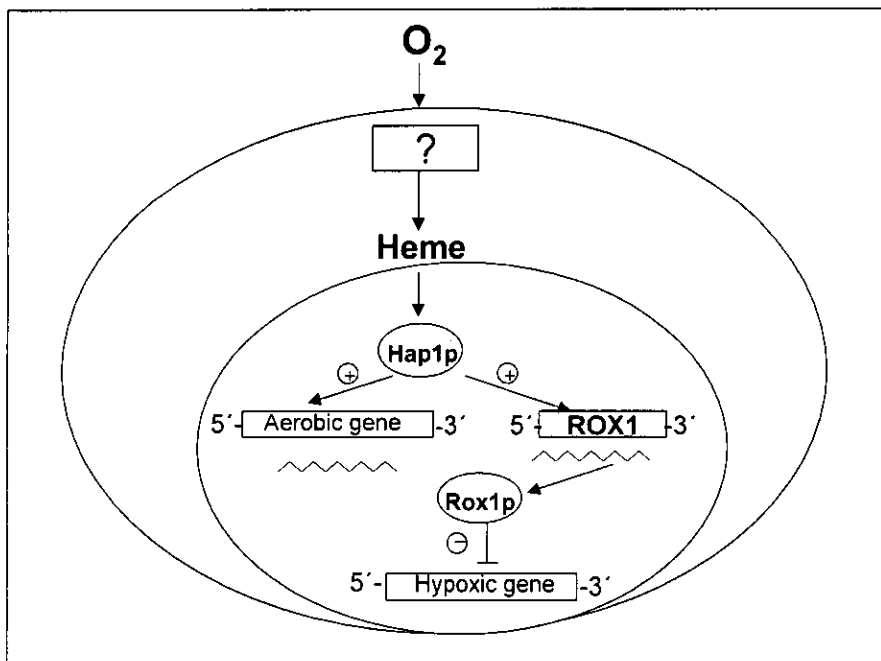 O₂
?
Heme
Hap1p
+ +
5´- Aerobic gene -3´ 5´- ROX1 -3´
Rox1p
−
5´- Hypoxic gene -3´